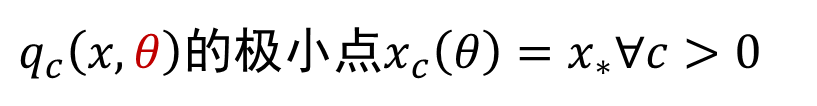 q_c(x, θ)的极小点x_c(θ) = x_*∀c > 0